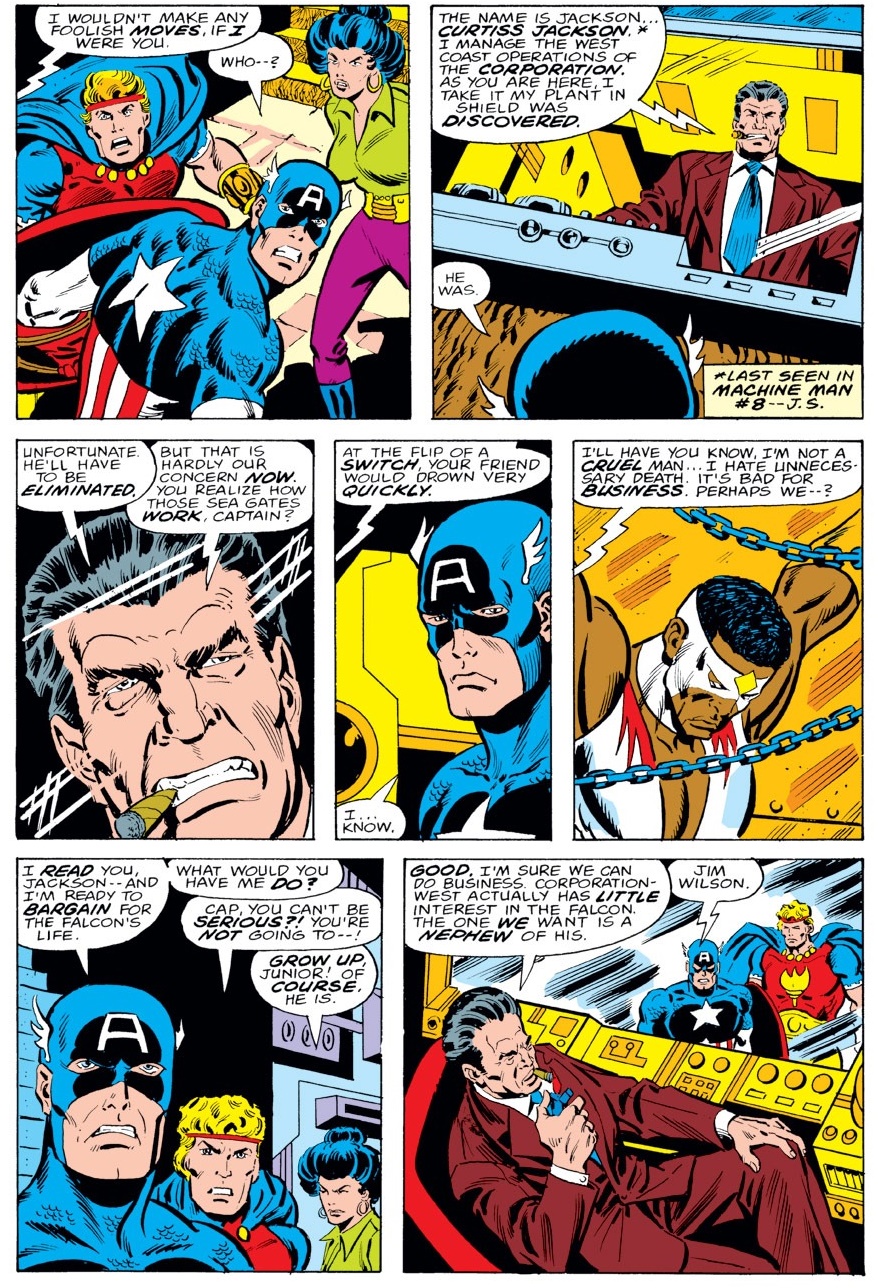 I WOULDN'T MAKE ANY
FOOLISH MOVES, IF I
WERE YOU.
WHO--?
A
THE NAME IS JACKSON...
CURTISS JACKSON.*
I MANAGE THE WEST
COAST OPERATIONS OF
THE CORPORATION.
AS YOU ARE HERE, I
TAKE IT MY PLANT IN
SHIELD WAS
DISCOVERED.
HE
WAS.
*LAST SEEN IN
MACHINE MAN
#8--J.S.
UNFORTUNATE.
HE'LL HAVE
TO BE
ELIMINATED.
BUT THAT IS
HARDLY OUR
CONCERN NOW.
YOU REALIZE HOW
THOSE SEA GATES
WORK, CAPTAIN?
AT THE FLIP OF A
SWITCH, YOUR FRIEND
WOULD DROWN VERY
QUICKLY.
A
I...
KNOW.
I'LL HAVE YOU KNOW, I'M NOT A
CRUEL MAN... I HATE UNNECES-
SARY DEATH. IT'S BAD FOR
BUSINESS. PERHAPS WE--?
I READ YOU,
JACKSON--AND
I'M READY TO
BARGAIN FOR
THE FALCON'S
LIFE.
WHAT WOULD YOU
HAVE ME DO?
CAP, YOU CAN'T BE
SERIOUS?! YOU'RE
NOT GOING TO--!
GROW UP,
JUNIOR! OF
COURSE,
HE IS.
A
GOOD. I'M SURE WE CAN
DO BUSINESS. CORPORATION-
WEST ACTUALLY HAS LITTLE
INTEREST IN THE FALCON.
THE ONE WE WANT IS A
NEPHEW OF HIS.
JIM
WILSON.
A